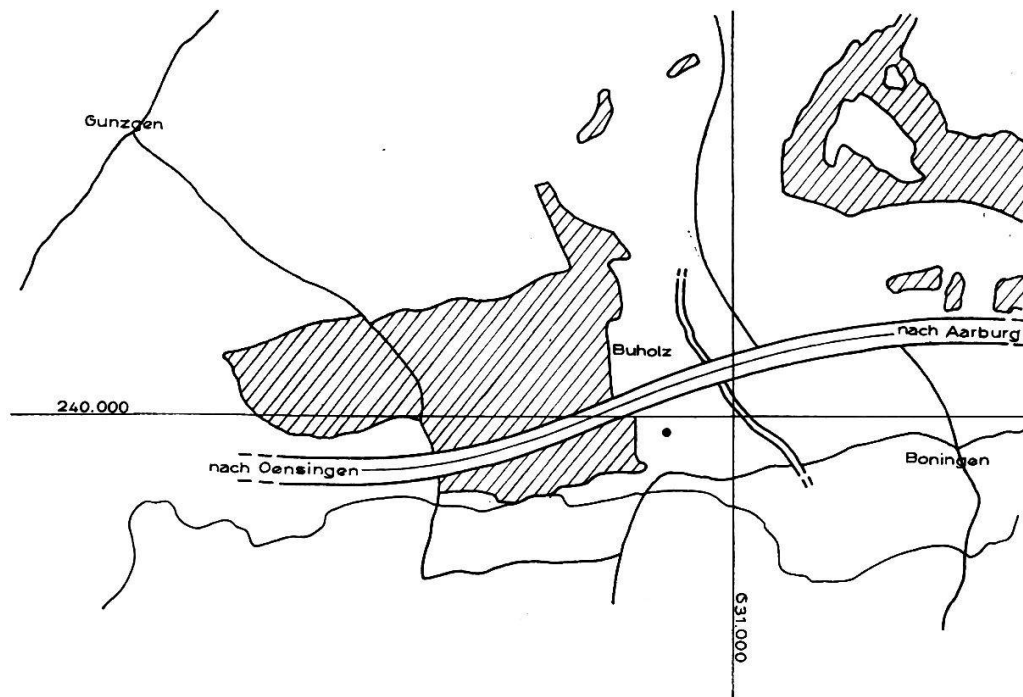 Gunzgen
nach Aarburg
Buholz
240.000
nach Oensingen
Boningen
631.000